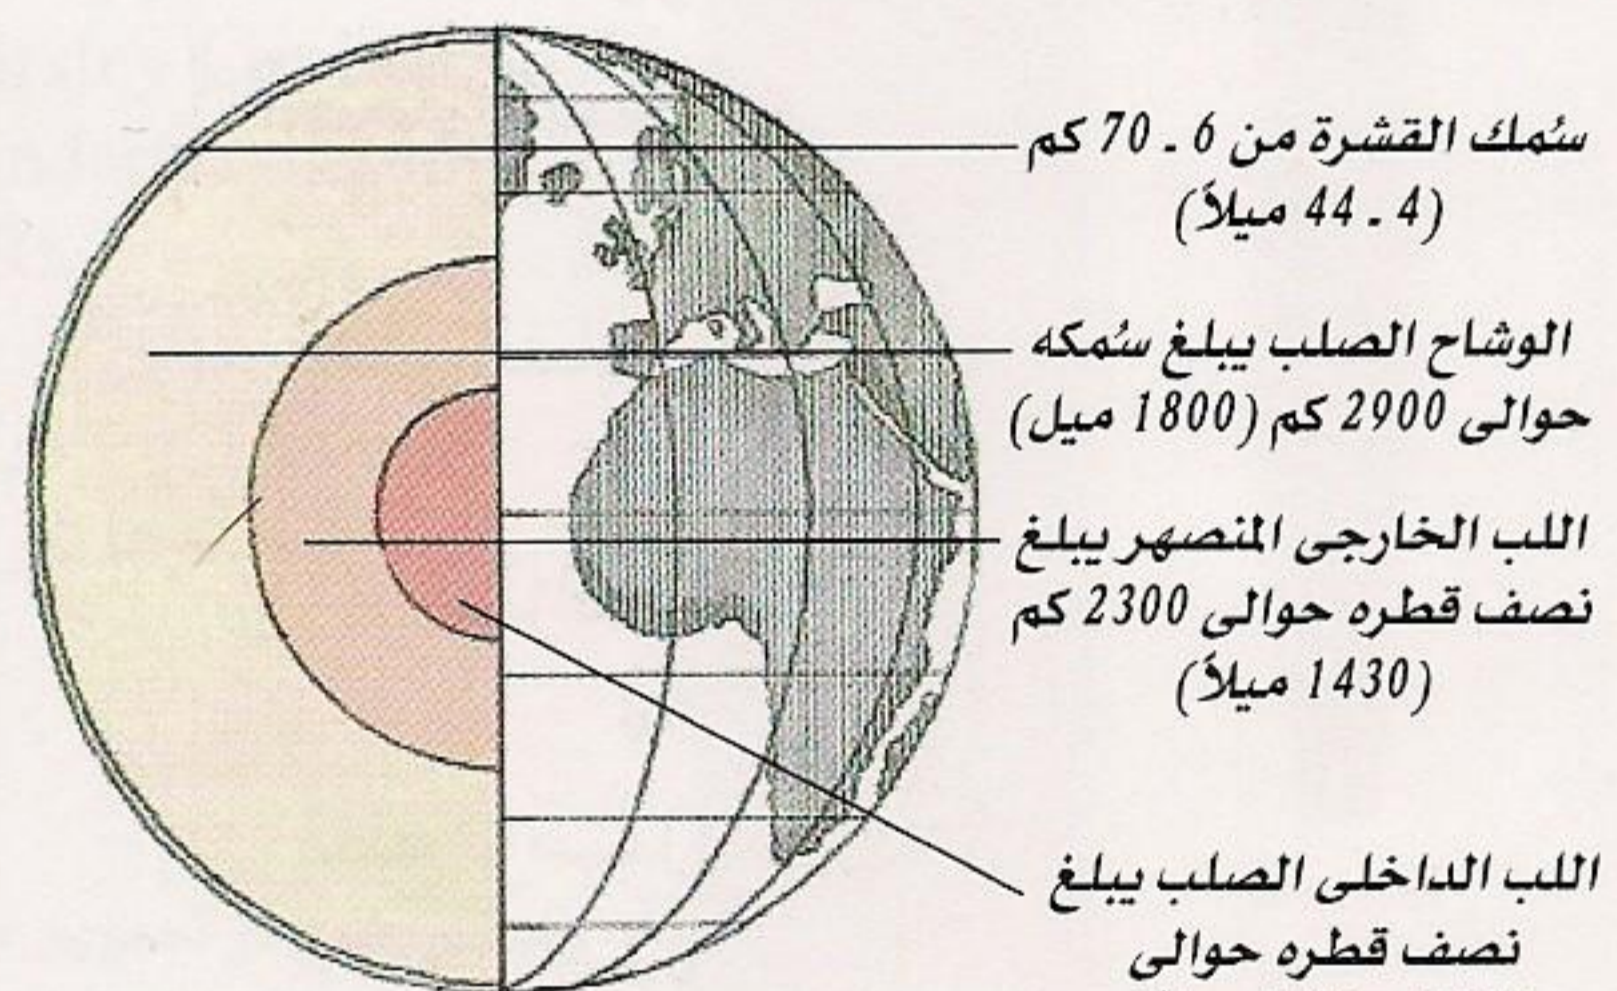 سُمك القشرة من 6 - 70 كم
(4 - 44 ميلاً)
الوشاح الصلب يبلغ سُمكه
حوالى 2900 كم (1800 ميل)
اللب الخارجى المنصهر يبلغ
نصف قطره حوالى 2300 كم
(1430 ميلاً)
اللب الداخلى الصلب يبلغ
نصف قطره حوالى